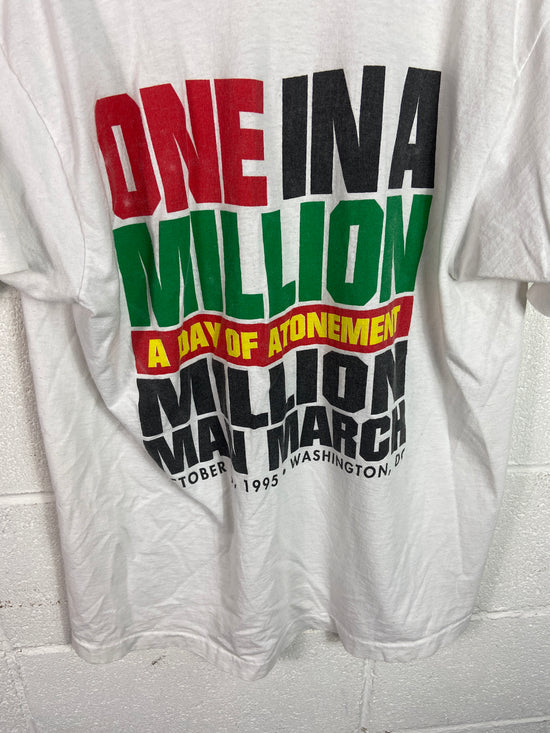 ONE IN A
MILLION
A DAY OF ATONEMENT
MILLION
MAN MARCH
1995 • WASHINGTON, DC